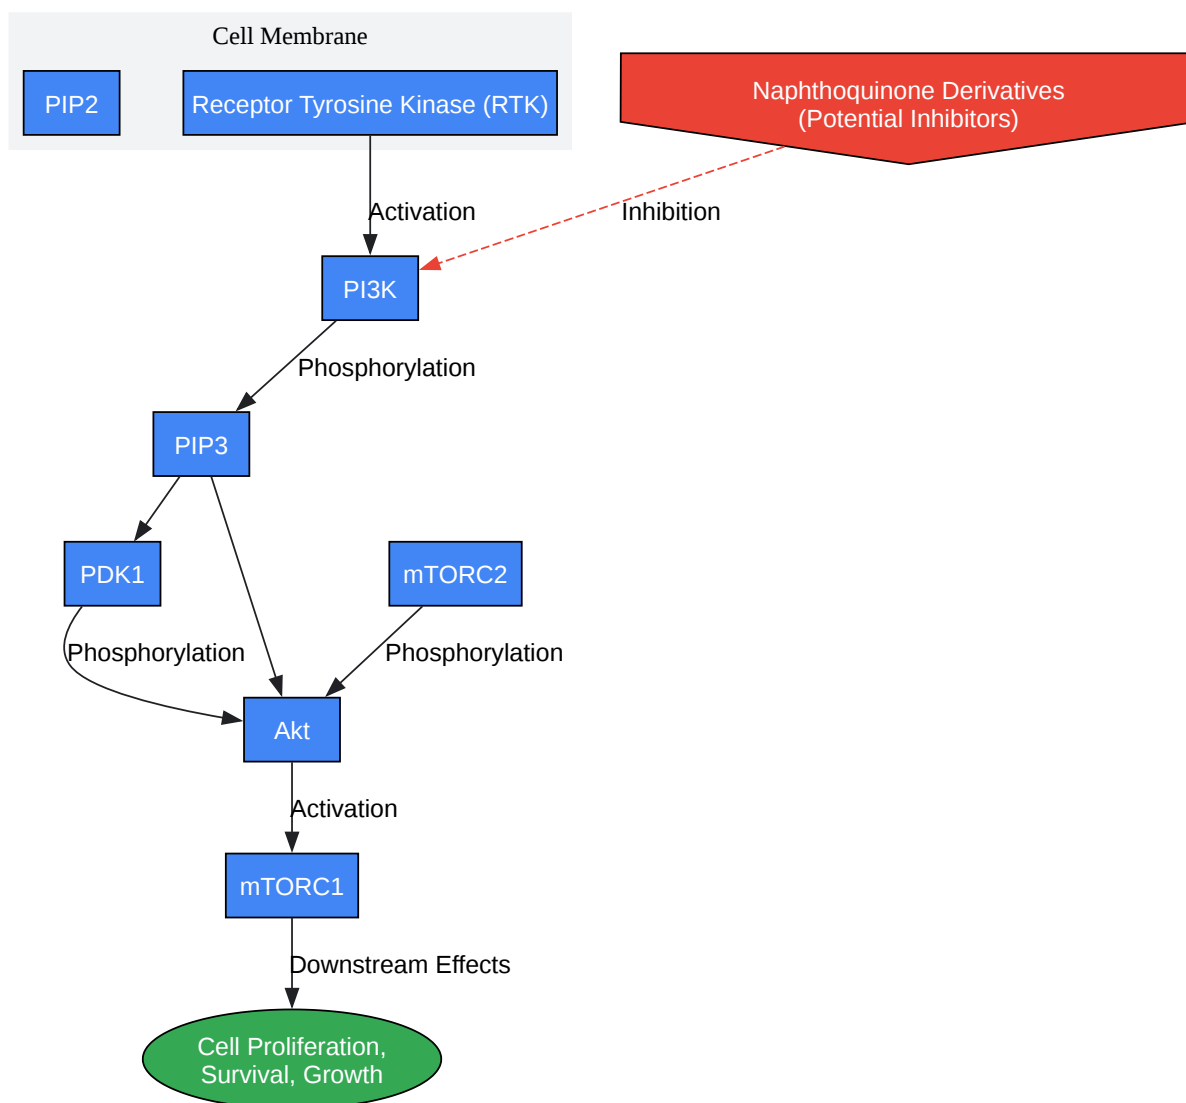 Cell Membrane
PIP2
Receptor Tyrosine Kinase (RTK)
Naphthoquinone Derivatives
(Potential Inhibitors)
Activation
Inhibition
PI3K
Phosphorylation
PIP3
PDK1
mTORC2
Phosphorylation
Phosphorylation
Akt
Activation
mTORC1
Downstream Effects
Cell Proliferation,
Survival, Growth